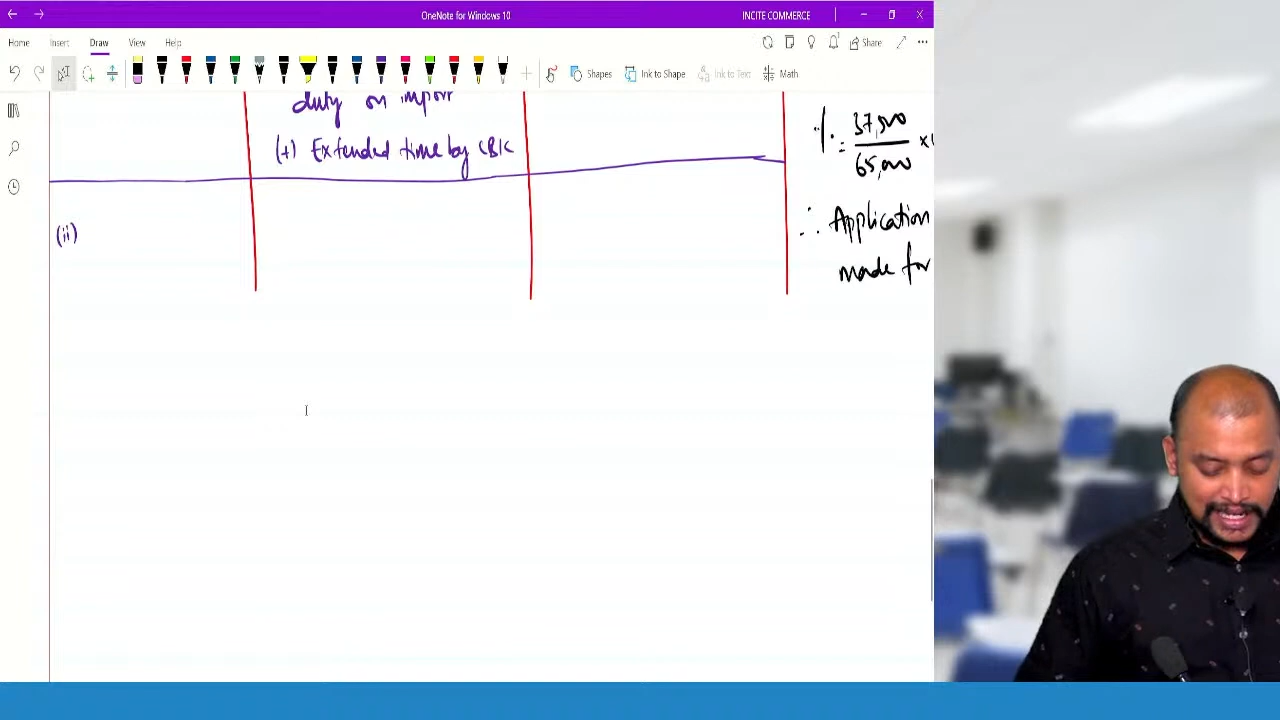 OneNote for Windows 10
INCITE COMMERCE
Home Insert Draw View Help
Share
Shapes
Ink to Shape
Ink to Text
Math
duty on import
(+) Extended time by CBIC
(ii)
% = 37,500
65,000 ×1
∴ Application
made for